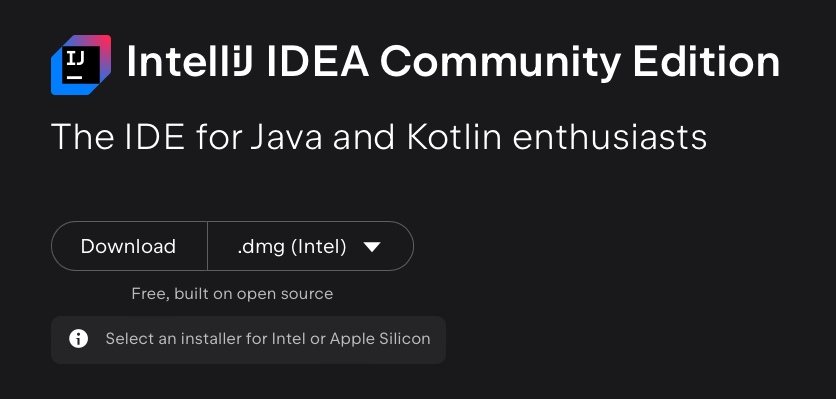 IJ
IntelliJ IDEA Community Edition
The IDE for Java and Kotlin enthusiasts
Download
.dmg (Intel)
Free, built on open source
Select an installer for Intel or Apple Silicon